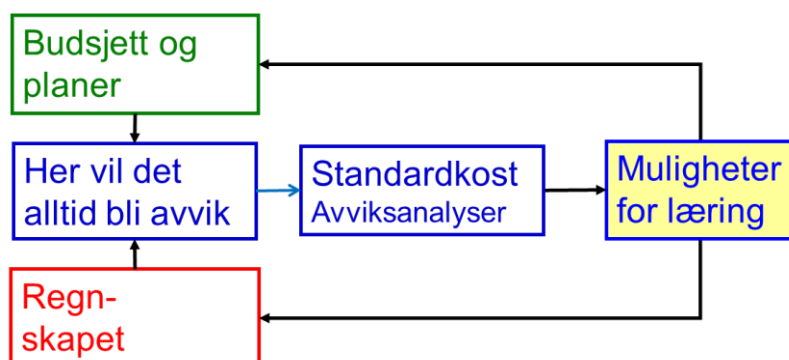 Budsjett og
planer
Her vil det
alltid bli avvik
Standardkost
Avviksanalyser
Muligheter
for læring
Regn-
skapet